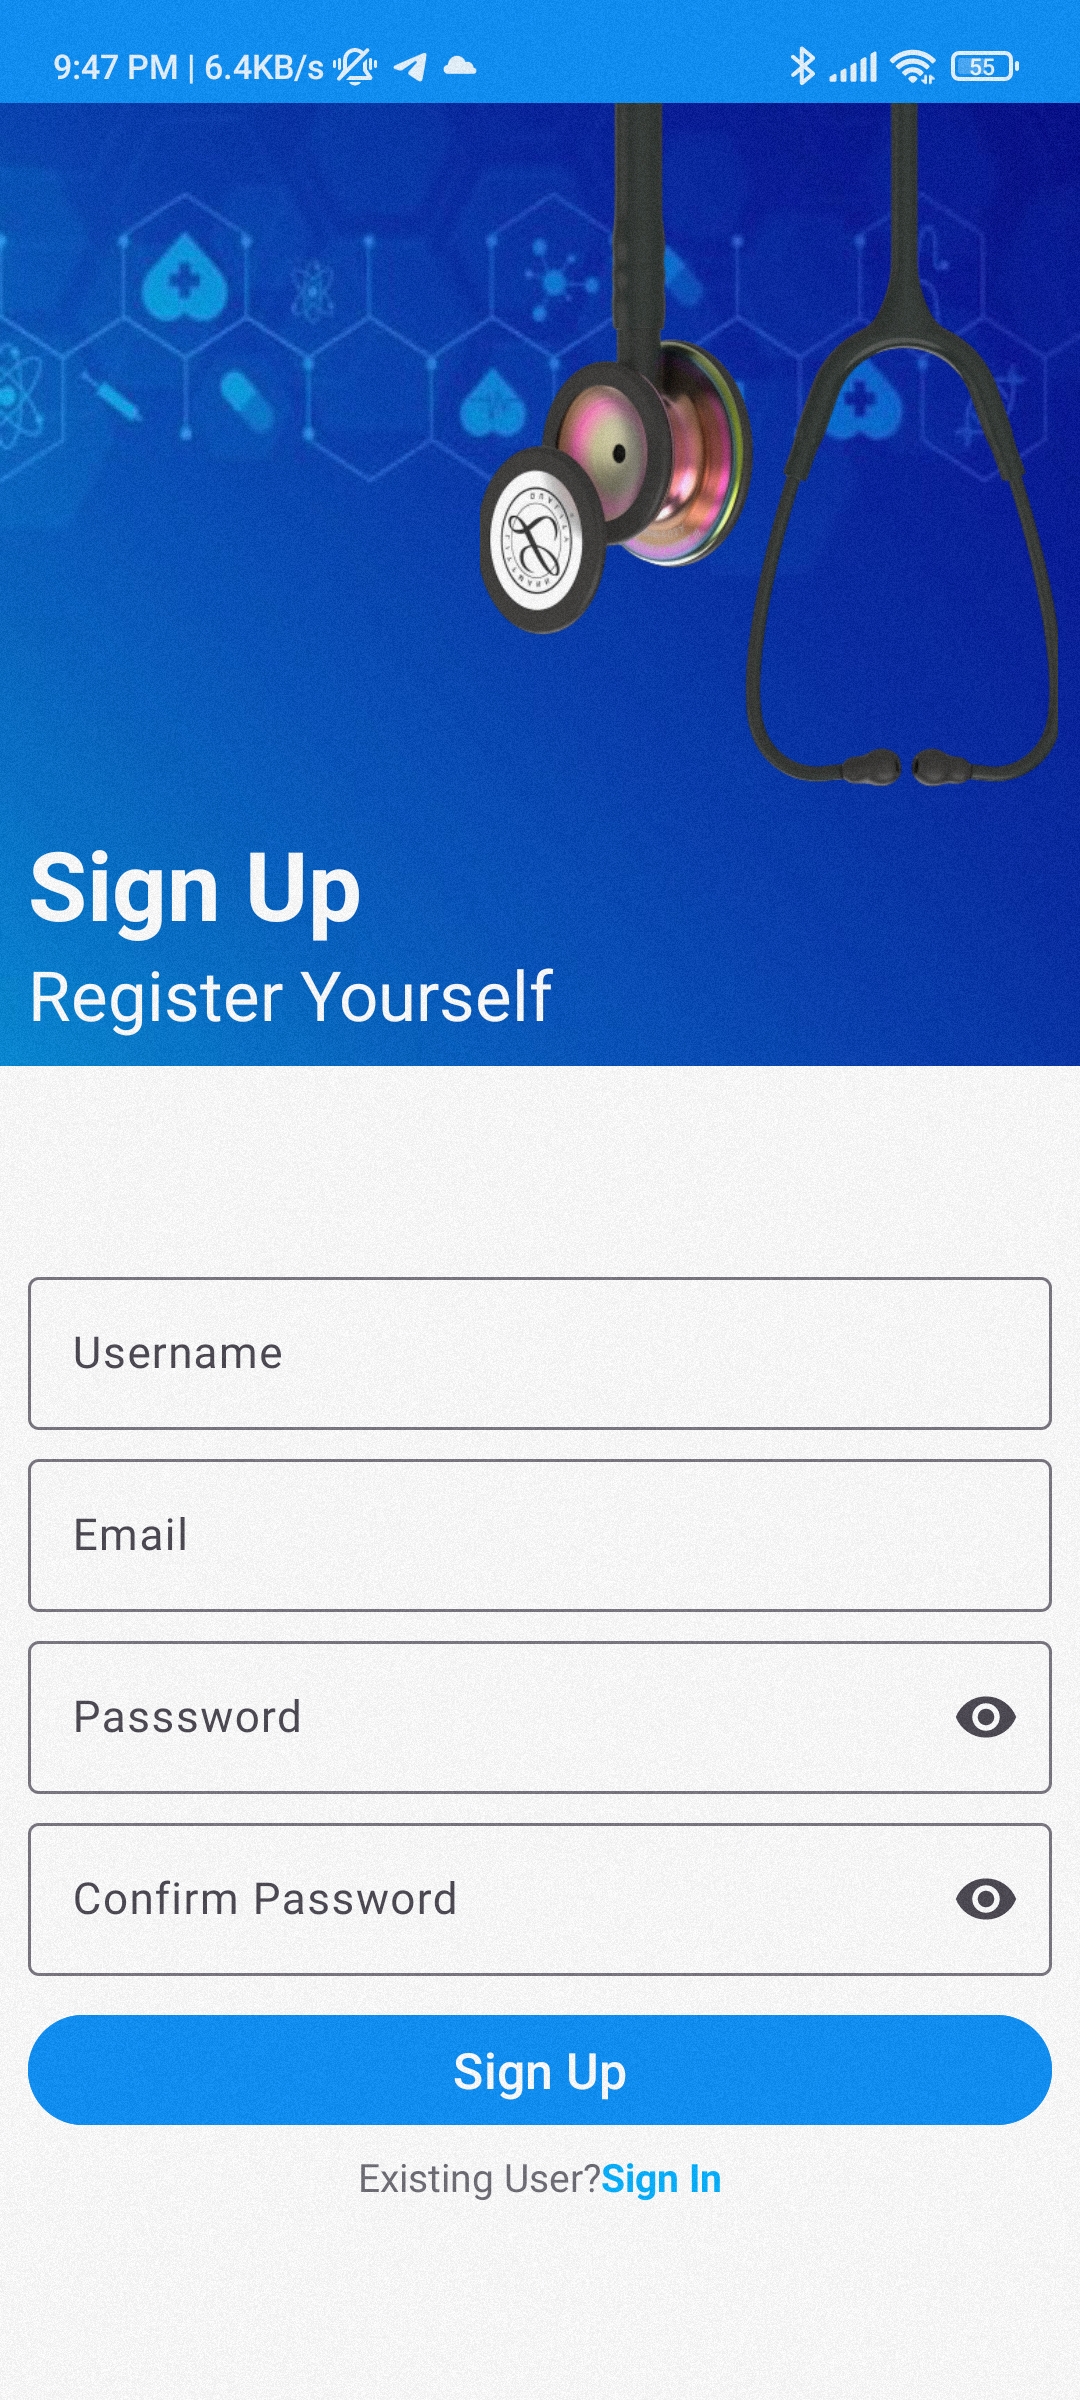 9:47 PM | 6.4KB/s
55
Sign Up
Register Yourself
Username
Email
Passsword
Confirm Password
Sign Up
Existing User?Sign In